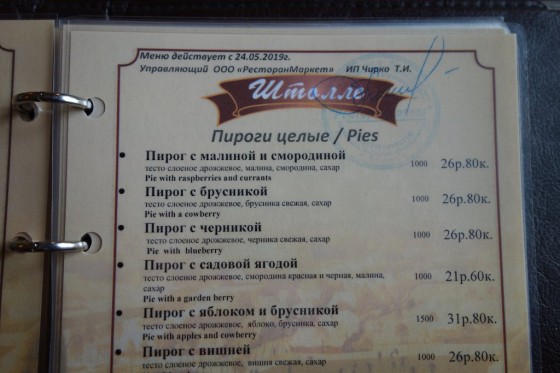 Меню действует с 24.05.2019г.
Управляющий ООО «РесторанМаркет» ИП Чирко Т.И.
Штолле
Пироги целые / Pies
• Пирог с малиной и смородиной 1000 26р.80к.
тесто слоеное дрожжевое, малина, смородина, сахар
Pie with raspberries and currants
• Пирог с брусникой 1000 26р.80к.
тесто слоеное дрожжевое, брусника свежая, сахар
Pie with a cowberry
• Пирог с черникой 1000 26р.80к.
тесто слоеное дрожжевое, черника свежая, сахар
Pie with blueberry
• Пирог с садовой ягодой 1000 21р.60к.
тесто слоеное дрожжевое, смородина красная и черная, малина,
сахар
Pie with a garden berry
• Пирог с яблоком и брусникой 1500 31р.80к.
тесто слоеное дрожжевое, яблоко, брусника, сахар
Pie with apples and cowberry
• Пирог с вишней 1000 26р.80к.
тесто слоеное дрожжевое, вишня свежая, сахар